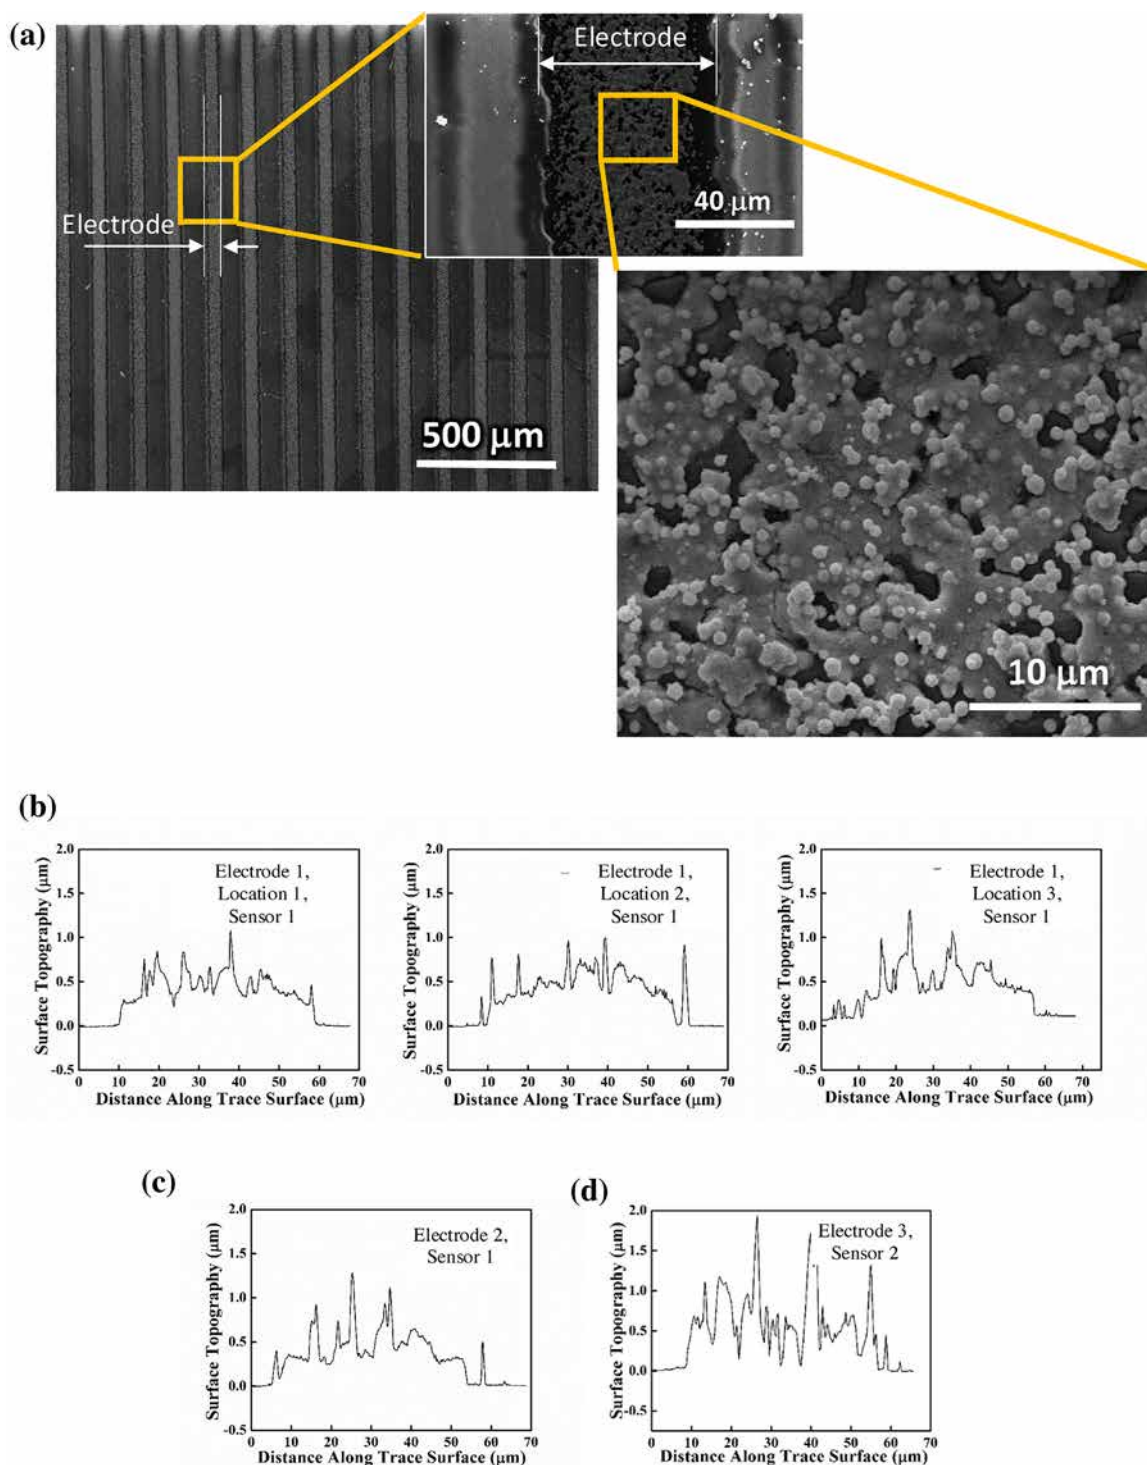 (a)
Electrode
Electrode
40 µm
500 µm
10 µm
(b)
Surface Topography (µm)
2.0
1.5
1.0
0.5
0.0
-0.5
Electrode 1,
Location 1,
Sensor 1
0 10 20 30 40 50 60 70
Distance Along Trace Surface (µm)
Surface Topography (µm)
2.0
1.5
1.0
0.5
0.0
-0.5
Electrode 1,
Location 2,
Sensor 1
0 10 20 30 40 50 60 70
Distance Along Trace Surface (µm)
Surface Topography (µm)
2.0
1.5
1.0
0.5
0.0
-0.5
Electrode 1,
Location 3,
Sensor 1
0 10 20 30 40 50 60 70
Distance Along Trace Surface (µm)
(c)
Surface Topography (µm)
2.0
1.5
1.0
0.5
0.0
-0.5
Electrode 2,
Sensor 1
0 10 20 30 40 50 60 70
Distance Along Trace Surface (µm)
(d)
Surface Topography (µm)
2.0
1.5
1.0
0.5
0.0
-0.5
Electrode 3,
Sensor 2
0 10 20 30 40 50 60 70
Distance Along Trace Surface (µm)